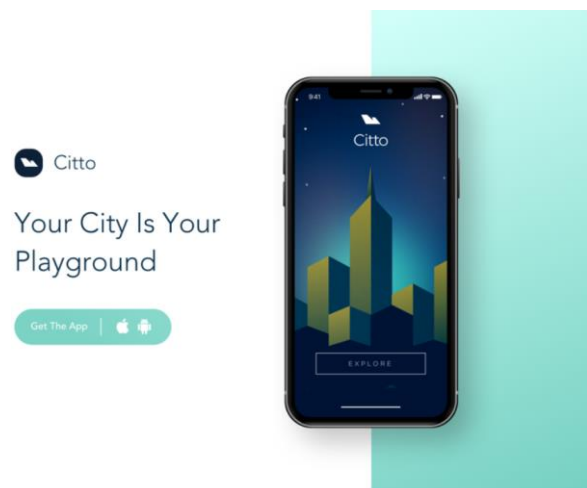 Citto
Your City Is Your
Playground
Get The App
9:41
Citto
EXPLORE